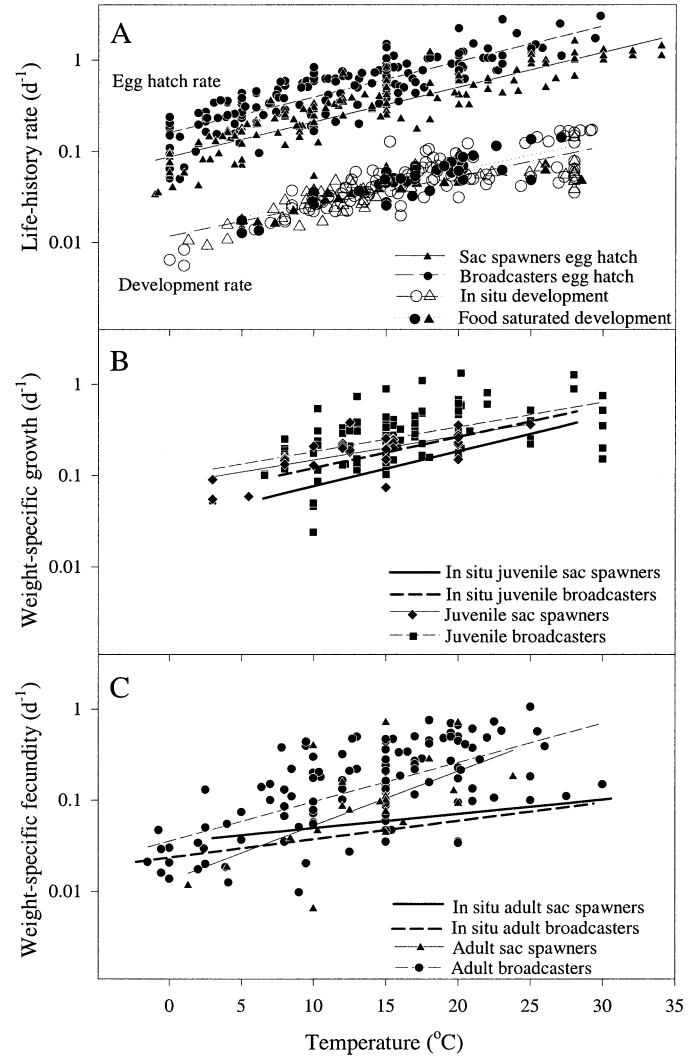 A
Life-history rate (d-1)
1
0.1
0.01
Egg hatch rate
Development rate
Sac spawners egg hatch
Broadcasters egg hatch
In situ development
Food saturated development
B
Weight-specific growth (d-1)
1
0.1
0.01
In situ juvenile sac spawners
In situ juvenile broadcasters
Juvenile sac spawners
Juvenile broadcasters
C
Weight-specific fecundity (d-1)
1
0.1
0.01
In situ adult sac spawners
In situ adult broadcasters
Adult sac spawners
Adult broadcasters
0 5 10 15 20 25 30 35
Temperature (oC)